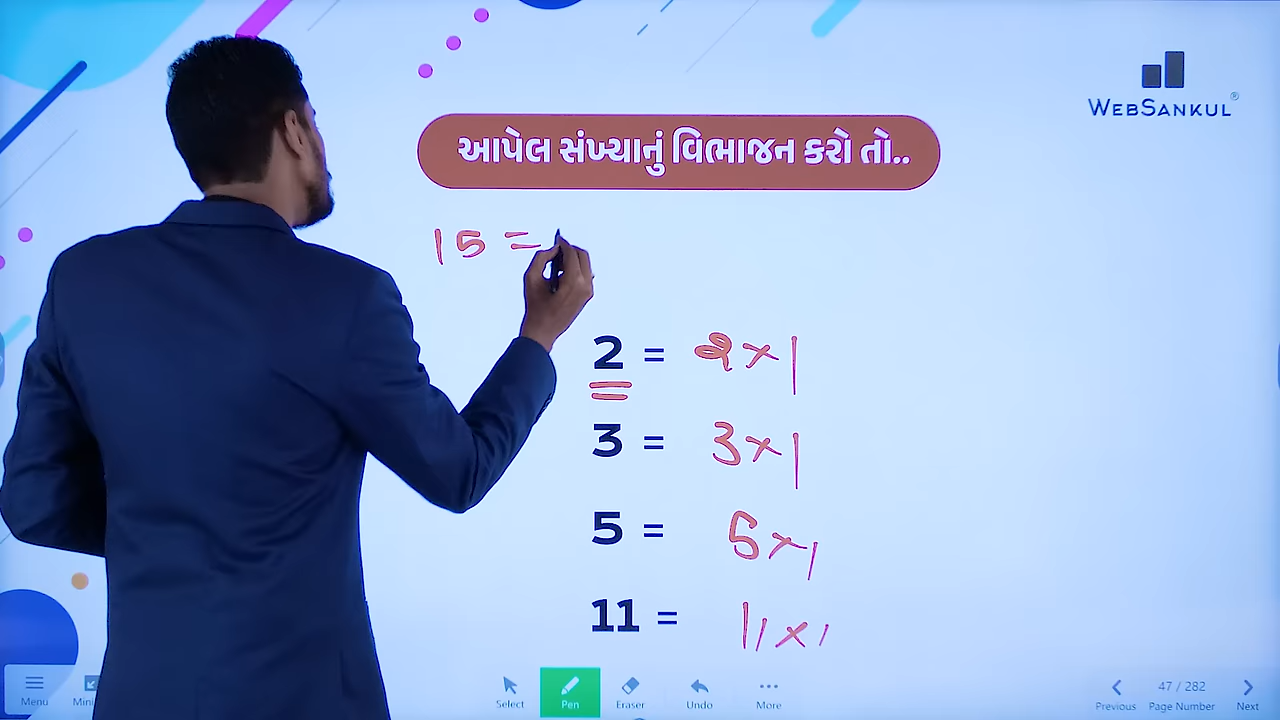 WEBSANKUL®
આપેલ સંખ્યાનું વિભાજન કરો તો..
15 =
2 = 2 × 1
3 = 3 × 1
5 = 5 × 1
11 = 11 × 1
Menu
Select
Pen
Eraser
Undo
More
Previous
47 / 282
Page Number
Next